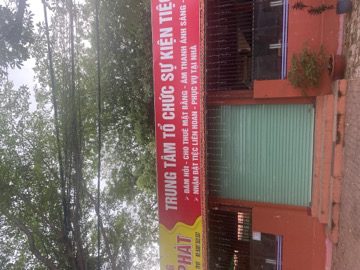 TRUNG TÂM TỔ CHỨC SỰ KIỆN TIỆ
> ĐÁM HỎI - CHO THUÊ MẶT BẰNG - ÂM THANH ÁNH SÁNG -
> NHẬN ĐẶT TIỆC LIÊN HOAN - PHỤC VỤ TẠI NHÀ
PHÁT